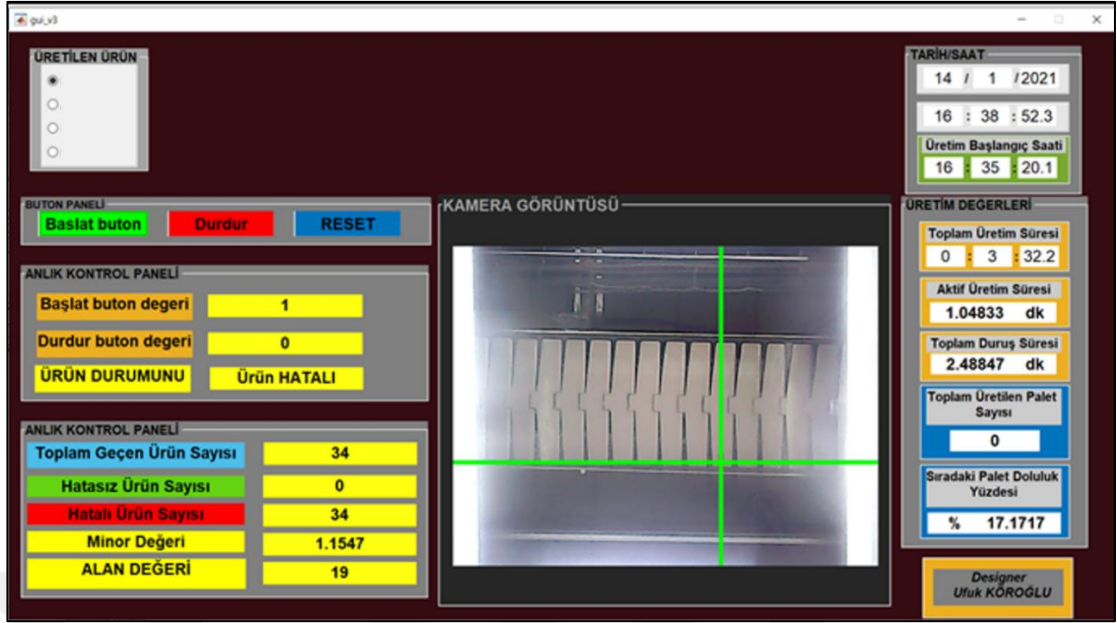 gui_v3
ÜRETİLEN ÜRÜN
BUTON PANELİ
Baslat buton Durdur RESET
ANLIK KONTROL PANELİ
Başlat buton degeri 1
Durdur buton degeri 0
ÜRÜN DURUMUNU Ürün HATALI
ANLIK KONTROL PANELİ
Toplam Geçen Ürün Sayısı 34
Hatasız Ürün Sayısı 0
Hatalı Ürün Sayısı 34
Minor Değeri 1.1547
ALAN DEĞERİ 19
KAMERA GÖRÜNTÜSÜ
TARİH/SAAT
14 / 1 / 2021
16 : 38 : 52.3
Üretim Başlangıç Saati
16 : 35 : 20.1
ÜRETİM DEĞERLERİ
Toplam Üretim Süresi
0 : 3 : 32.2
Aktif Üretim Süresi
1.04833 dk
Toplam Duruş Süresi
2.48847 dk
Toplam Üretilen Palet
Sayısı
0
Sıradaki Palet Doluluk
Yüzdesi
% 17.1717
Designer
Ufuk KÖROĞLU